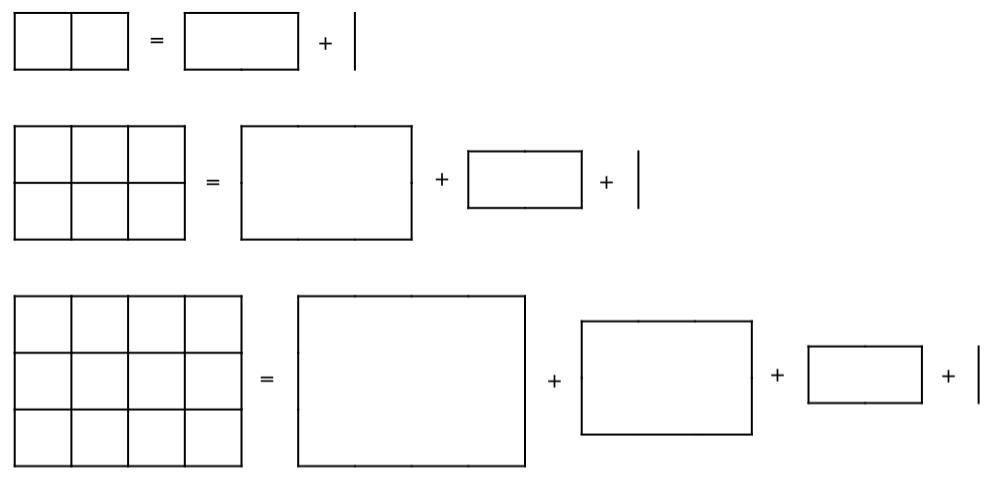 = +
= + +
= + + +